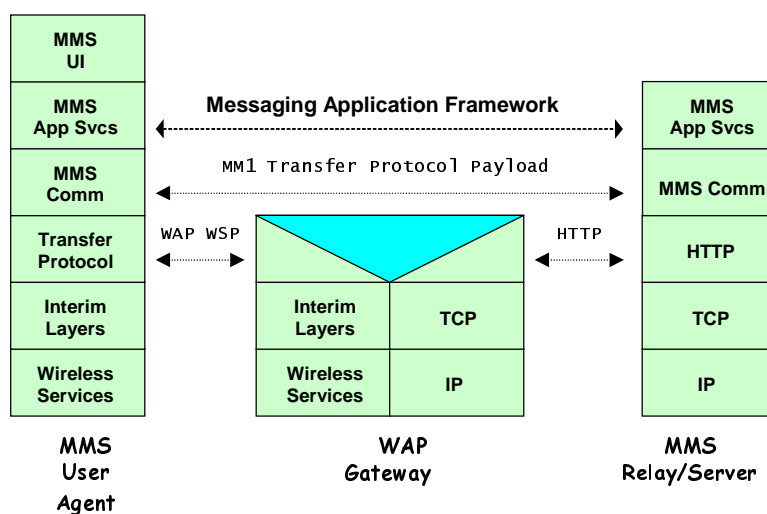 MMS
UI
MMS
App Svcs
MMS
Comm
Transfer
Protocol
Interim
Layers
Wireless
Services
MMS
User
Agent
Messaging Application Framework
MM1 Transfer Protocol Payload
WAP WSP
HTTP
Interim
Layers
TCP
Wireless
Services
IP
WAP
Gateway
MMS
App Svcs
MMS Comm
HTTP
TCP
IP
MMS
Relay/Server